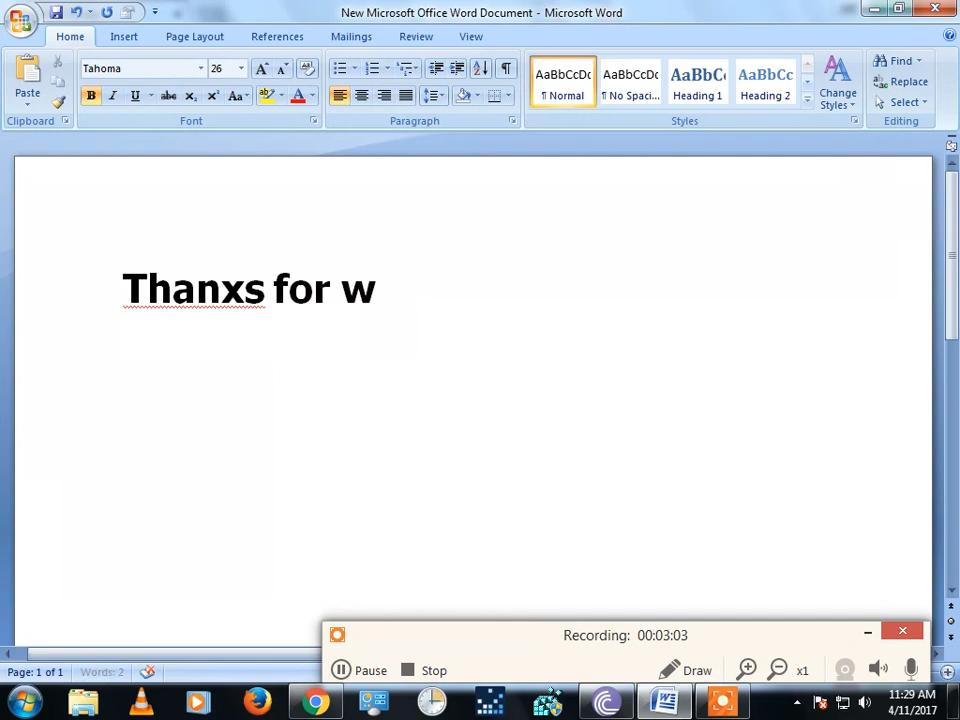 New Microsoft Office Word Document - Microsoft Word
Home Insert Page Layout References Mailings Review View
Paste
Tahoma 26
AaBbCcDc AaBbCcDc AaBbC AaBbCc
¶ Normal ¶ No Spaci... Heading 1 Heading 2
Change Styles
Find
Replace
Select
Clipboard Font Paragraph Styles Editing
Thanxs for w
Recording: 00:03:03
Pause Stop Draw x1
Page: 1 of 1 Words: 2
11:29 AM
4/11/2017